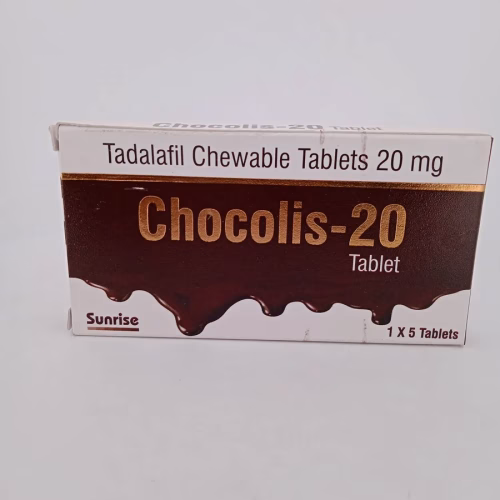 Chocolis-20 Tablet
Tadalafil Chewable Tablets 20 mg
Chocolis-20
Tablet
Sunrise
1 X 5 Tablets